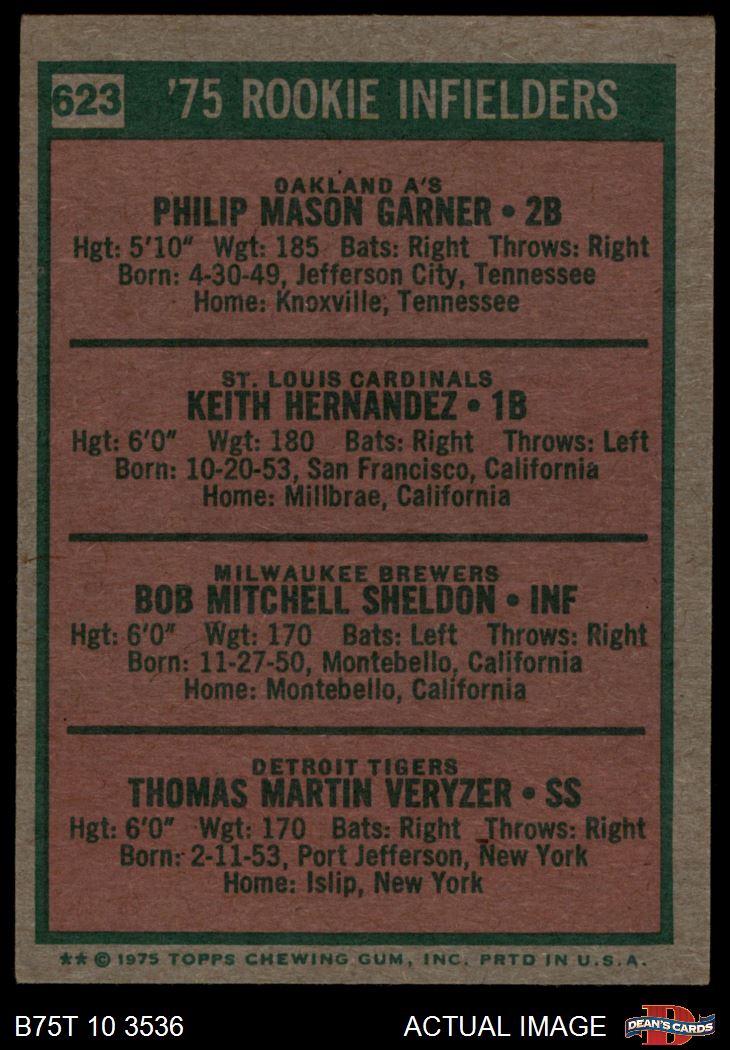 623 '75 ROOKIE INFIELDERS
OAKLAND A'S
PHILIP MASON GARNER • 2B
Hgt: 5'10" Wgt: 185 Bats: Right Throws: Right
Born: 4-30-49, Jefferson City, Tennessee
Home: Knoxville, Tennessee
ST. LOUIS CARDINALS
KEITH HERNANDEZ • 1B
Hgt: 6'0" Wgt: 180 Bats: Right Throws: Left
Born: 10-20-53, San Francisco, California
Home: Millbrae, California
MILWAUKEE BREWERS
BOB MITCHELL SHELDON • INF
Hgt: 6'0" Wgt: 170 Bats: Left Throws: Right
Born: 11-27-50, Montebello, California
Home: Montebello, California
DETROIT TIGERS
THOMAS MARTIN VERYZER • SS
Hgt: 6'0" Wgt: 170 Bats: Right Throws: Right
Born: 2-11-53, Port Jefferson, New York
Home: Islip, New York
** © 1975 TOPPS CHEWING GUM, INC. PRTD IN U.S.A.
B75T 10 3536 ACTUAL IMAGE D DEAN'S CARDS